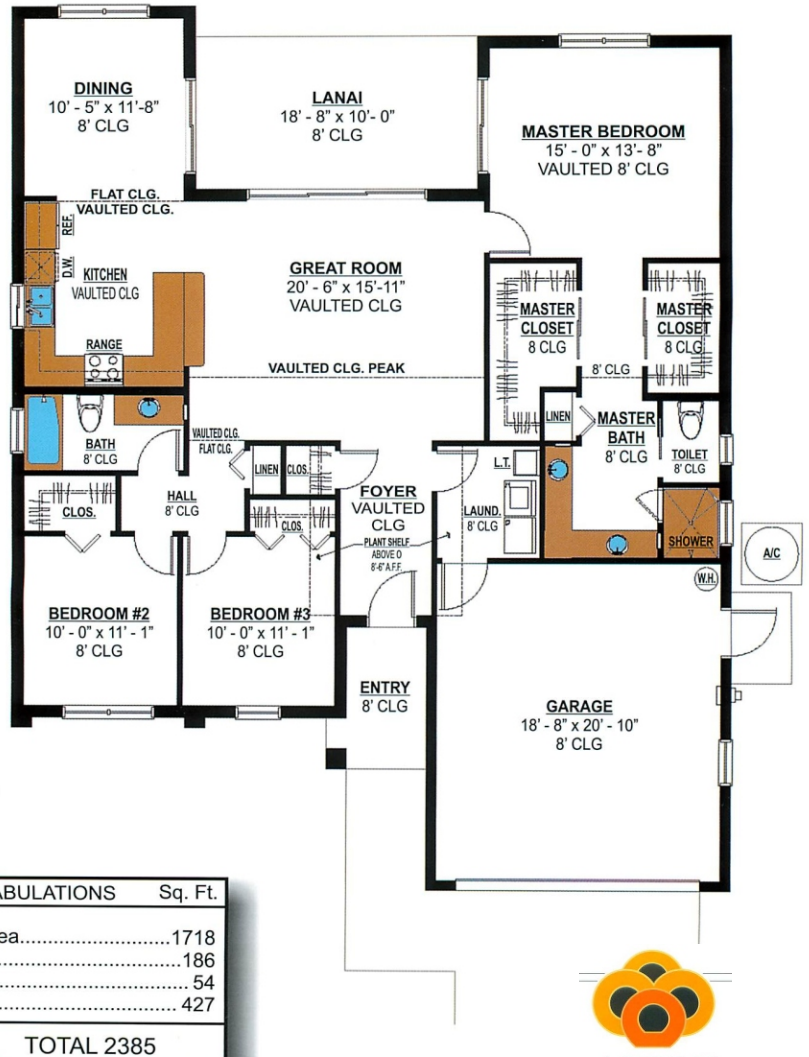 DINING
10' - 5" x 11'-8"
8' CLG
LANAI
18' - 8" x 10'- 0"
8' CLG
MASTER BEDROOM
15' - 0" x 13'- 8"
VAULTED 8' CLG
FLAT CLG.
VAULTED CLG.
REF.
D.W.
KITCHEN
VAULTED CLG
RANGE
GREAT ROOM
20' - 6" x 15'-11"
VAULTED CLG
VAULTED CLG. PEAK
MASTER
CLOSET
8 CLG
MASTER
CLOSET
8 CLG
8' CLG
LINEN
MASTER
BATH
8' CLG
TOILET
8' CLG
BATH
8' CLG
VAULTED CLG.
FLAT CLG.
LINEN
CLOS.
HALL
8' CLG
CLOS.
CLOS.
FOYER
VAULTED
CLG
PLANT SHELF
ABOVE O
8'-6" A.F.F.
L.T.
LAUND.
8' CLG
SHOWER
A/C
W.H.
BEDROOM #2
10' - 0" x 11' - 1"
8' CLG
BEDROOM #3
10' - 0" x 11' - 1"
8' CLG
ENTRY
8' CLG
GARAGE
18' - 8" x 20' - 10"
8' CLG
ABULATIONS Sq. Ft.
ea..........................1718
186
54
427
TOTAL 2385